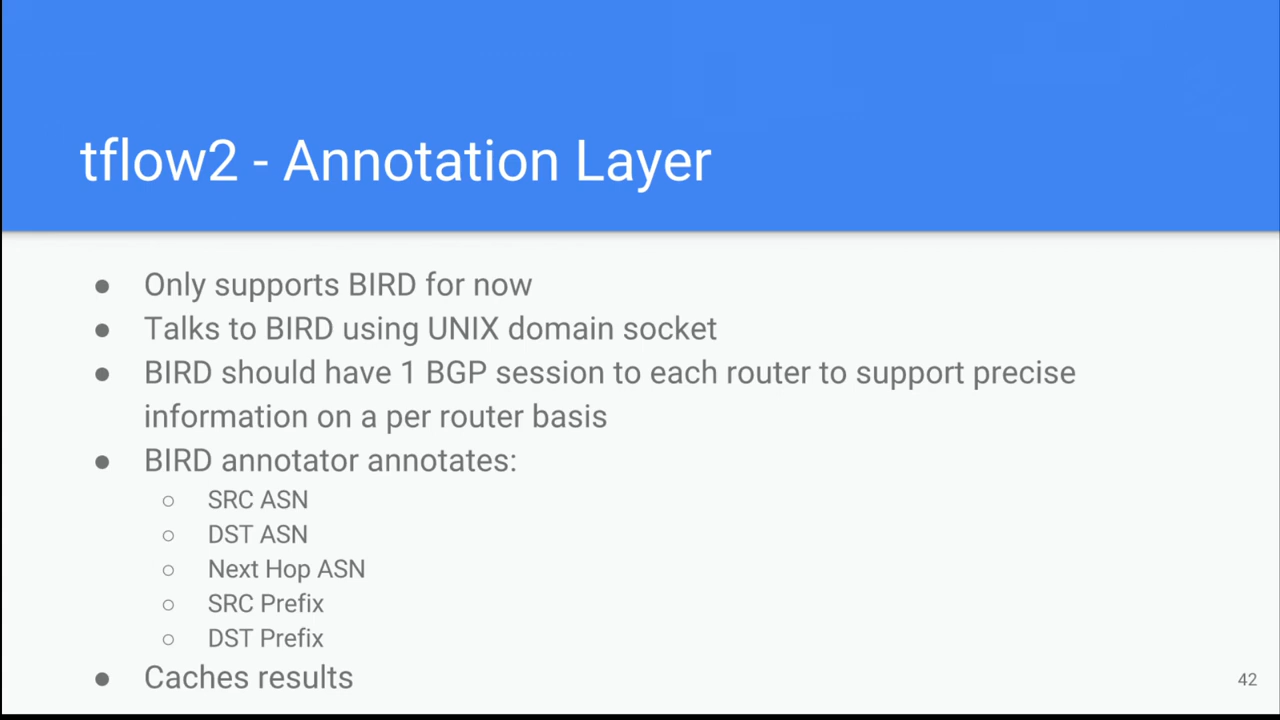 tflow2 - Annotation Layer
● Only supports BIRD for now
● Talks to BIRD using UNIX domain socket
● BIRD should have 1 BGP session to each router to support precise
information on a per router basis
● BIRD annotator annotates:
○ SRC ASN
○ DST ASN
○ Next Hop ASN
○ SRC Prefix
○ DST Prefix
● Caches results
42